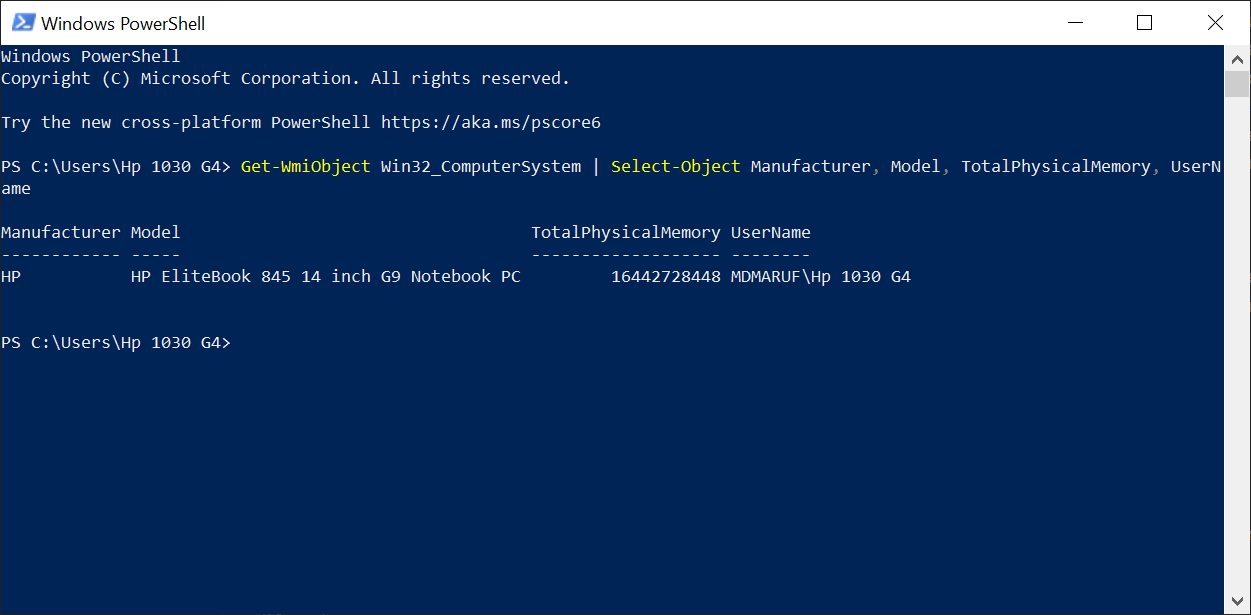 Windows PowerShell
Windows PowerShell
Copyright (C) Microsoft Corporation. All rights reserved.
Try the new cross-platform PowerShell https://aka.ms/pscore6
PS C:\Users\Hp 1030 G4> Get-WmiObject Win32_ComputerSystem | Select-Object Manufacturer, Model, TotalPhysicalMemory, UserN
ame
Manufacturer Model                                   TotalPhysicalMemory UserName
------------ -----                                   ------------------- --------
HP           HP EliteBook 845 14 inch G9 Notebook PC         16442728448 MDMARUF\Hp 1030 G4
PS C:\Users\Hp 1030 G4>